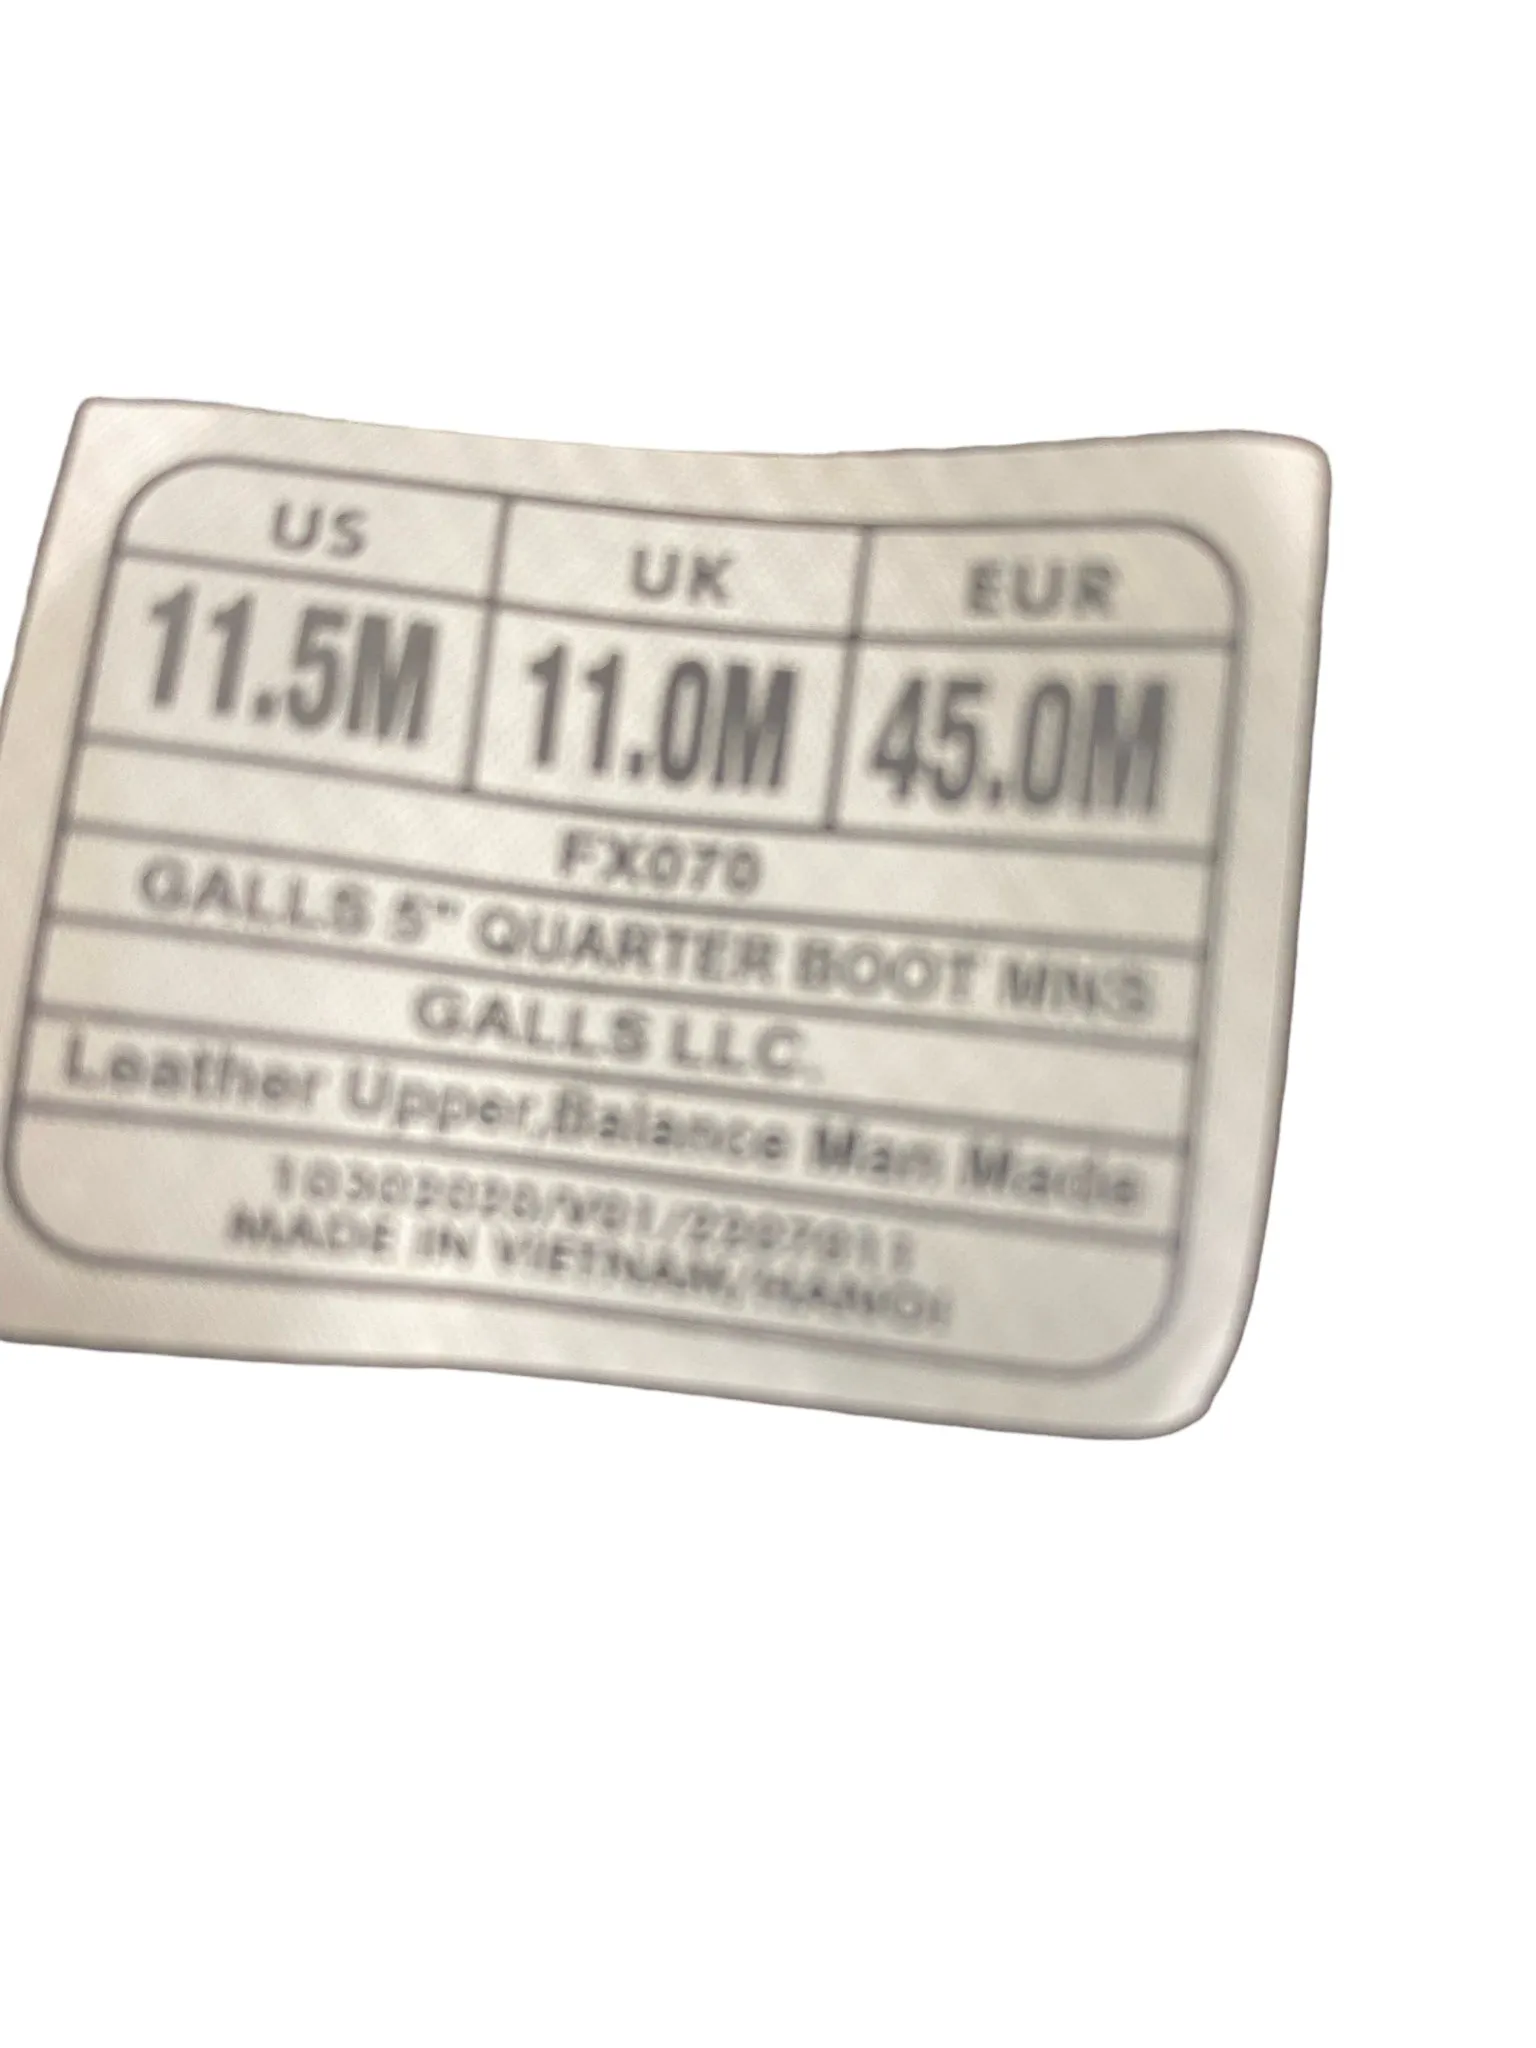 US UK EUR
11.5M 11.0M 45.0M
FX070
GALLS 5" QUARTER BOOT MNS
GALLS LLC.
Leather Upper,Balance Man Made
MADE IN VIETNAM, HANOI